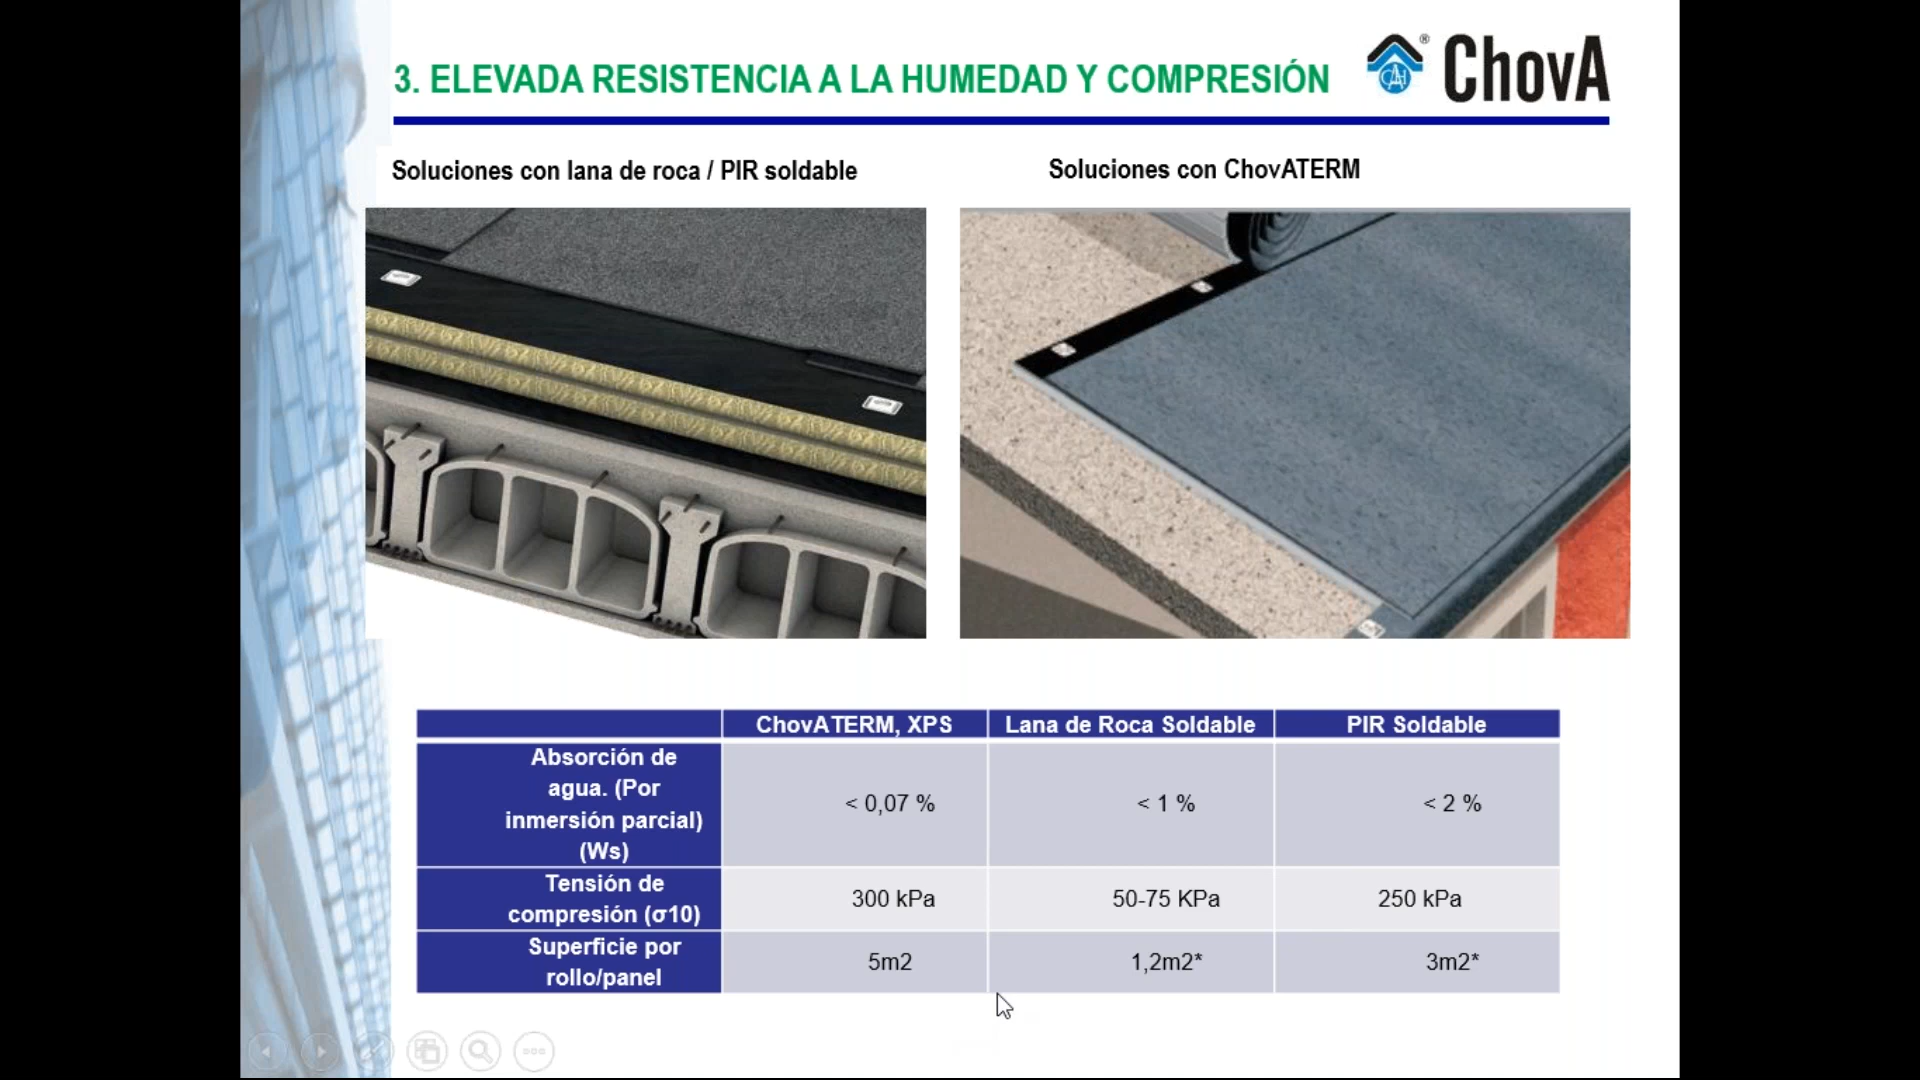 3. ELEVADA RESISTENCIA A LA HUMEDAD Y COMPRESIÓN
CAH
®
ChovA
Soluciones con lana de roca / PIR soldable
Soluciones con ChovATERM
ChovATERM, XPS
Lana de Roca Soldable
PIR Soldable
Absorción de
agua. (Por
inmersión parcial)
(Ws)
< 0,07 %
< 1 %
< 2 %
Tensión de
compresión (σ10)
300 kPa
50-75 KPa
250 kPa
Superficie por
rollo/panel
5m2
1,2m2*
3m2*